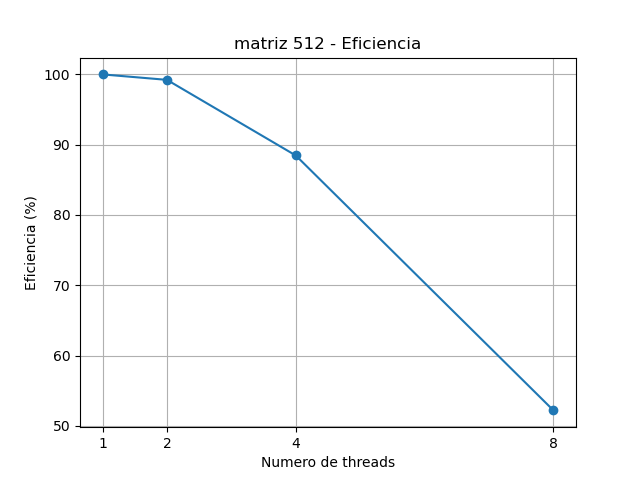 matriz 512 - Eficiencia
Eficiencia (%)
100
90
80
70
60
50
1 2 4 8
Numero de threads